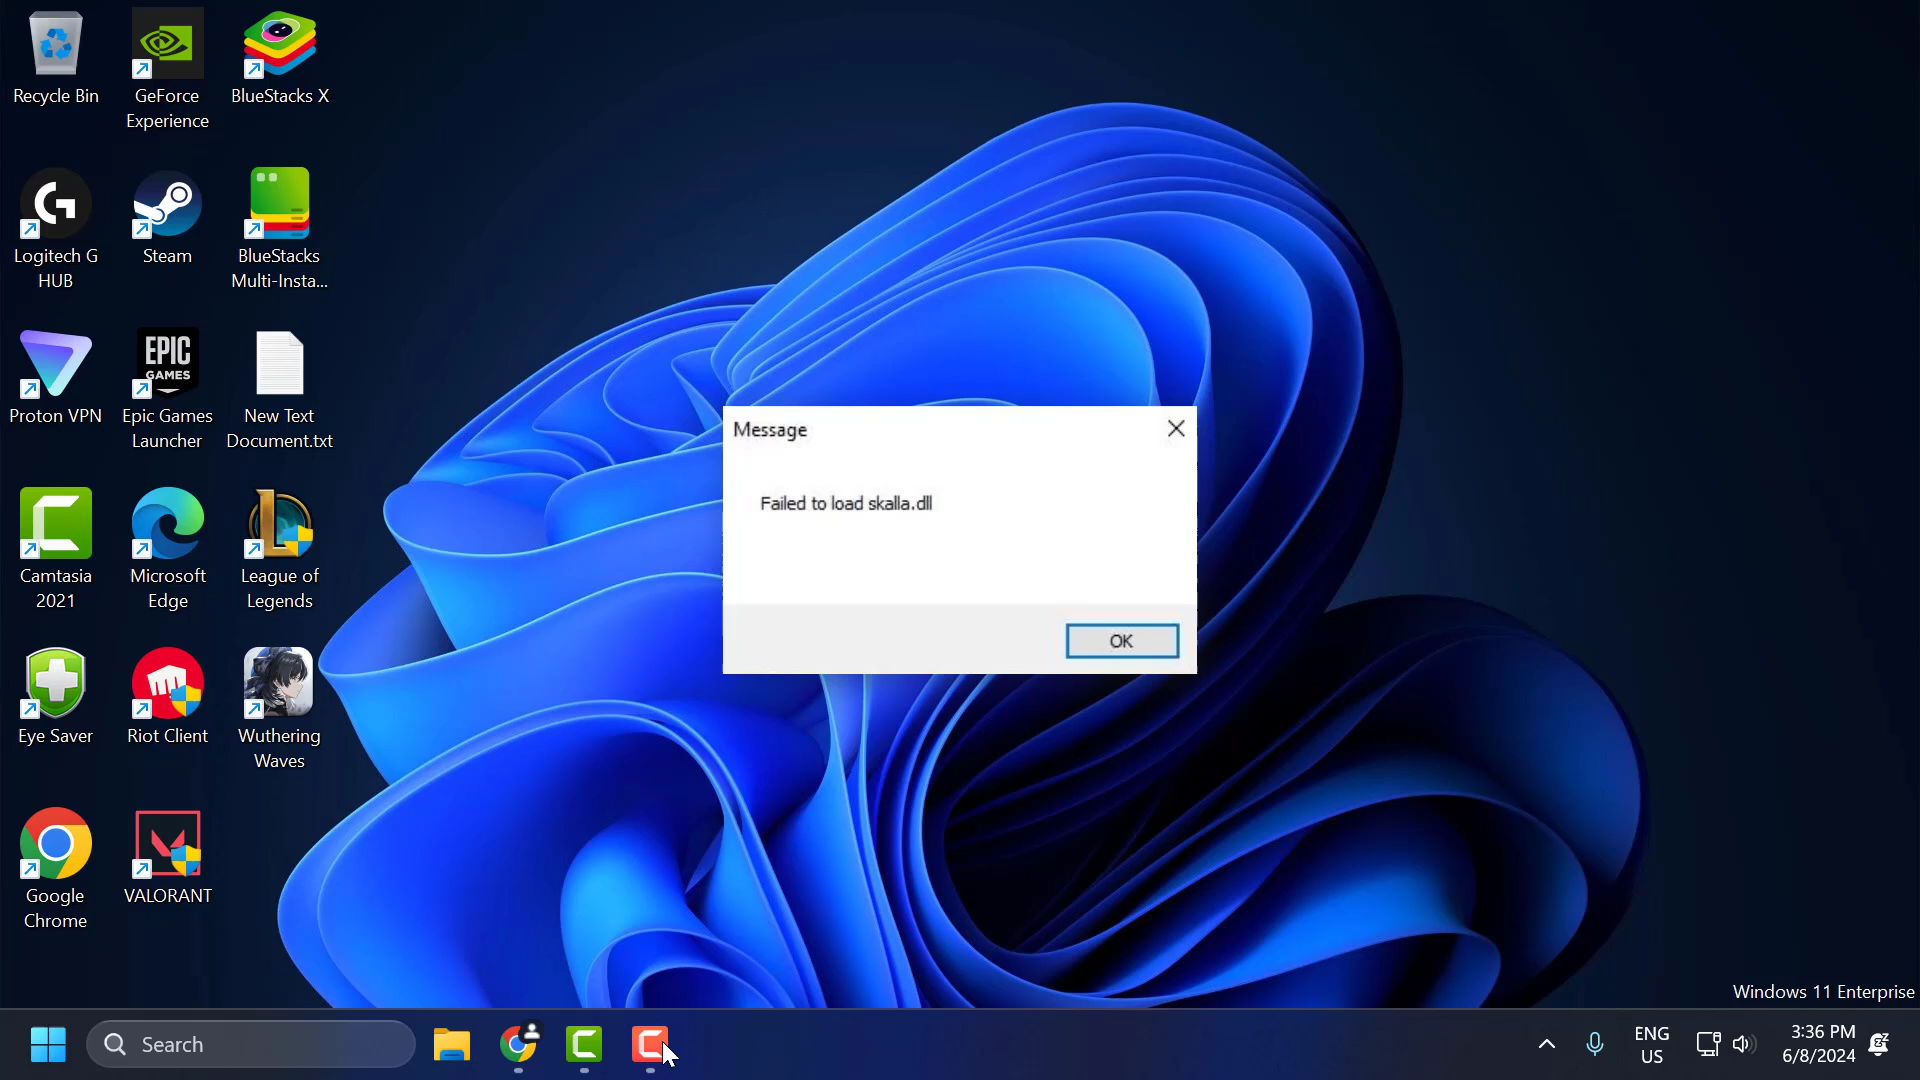 Recycle Bin
GeForce
Experience
BlueStacks X
Logitech G
HUB
Steam
BlueStacks
Multi-Insta...
Proton VPN
EPIC
GAMES
Epic Games
Launcher
New Text
Document.txt
Camtasia
2021
Microsoft
Edge
League of
Legends
Eye Saver
Riot Client
Wuthering
Waves
Google
Chrome
VALORANT
Message
Failed to load skalla.dll
OK
Windows 11 Enterprise
Search
ENG
US
3:36 PM
6/8/2024